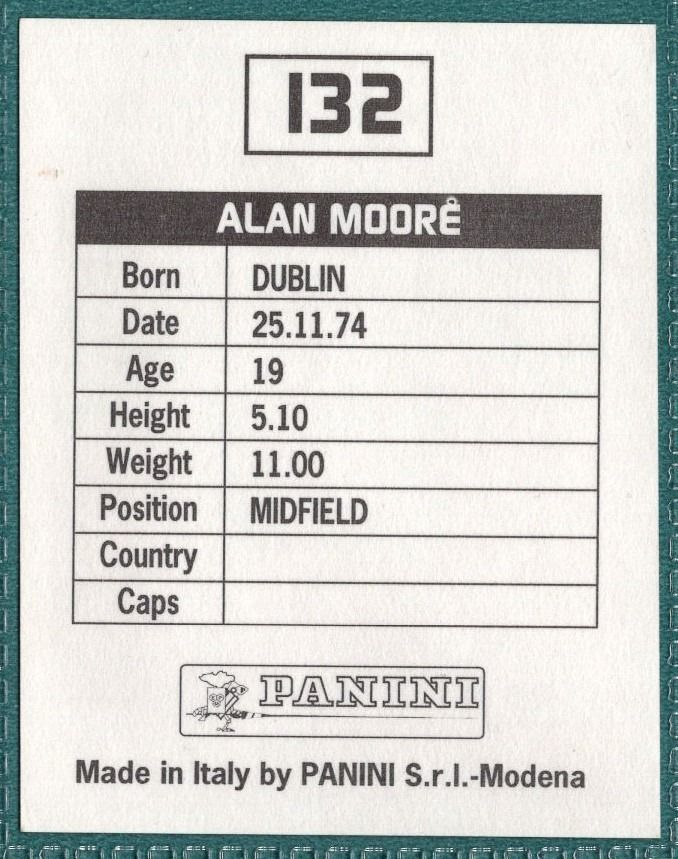 132
ALAN MOORE
Born DUBLIN
Date 25.11.74
Age 19
Height 5.10
Weight 11.00
Position MIDFIELD
Country
Caps
PANINI
Made in Italy by PANINI S.r.l.-Modena